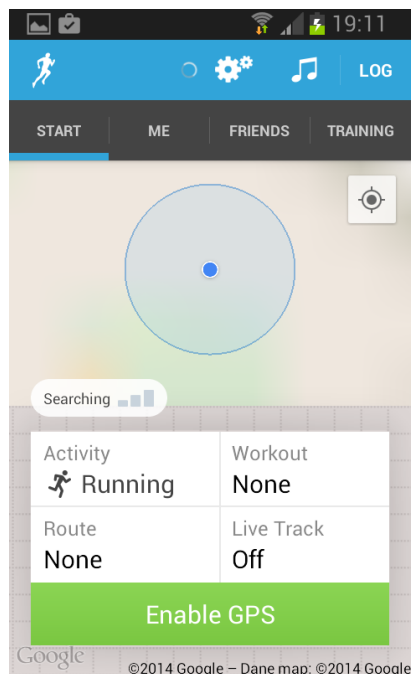 19:11
LOG
START ME FRIENDS TRAINING
Searching
Activity Workout
Running None
Route Live Track
None Off
Enable GPS
Google
©2014 Google – Dane map: ©2014 Google